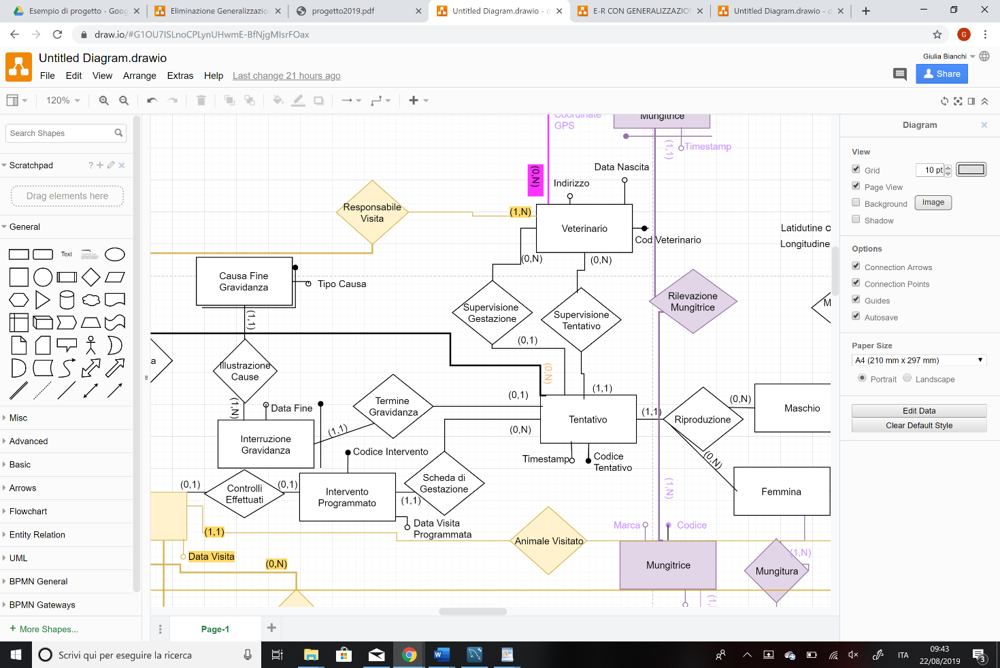 Esempio di progetto - Goog
Eliminazione Generalizzazio
progetto2019.pdf
Untitled Diagram.drawio - d
E-R CON GENERALIZZAZIO
Untitled Diagram.drawio - d
draw.io/#G1OU7ISLnoCPLynUHwmE-BfNjgMIsrFOax
G
Untitled Diagram.drawio
Giulia Bianchi
File Edit View Arrange Extras Help Last change 21 hours ago
Share
120%
Search Shapes
Scratchpad
?
Drag elements here
General
Text
Misc
Advanced
Basic
Arrows
Flowchart
Entity Relation
UML
BPMN General
BPMN Gateways
+ More Shapes...
Coordinate
GPS
Mungitrice
(1,1)
Timestamp
Data Nascita
(0,N)
Indirizzo
Responsabile
Visita
(1,N)
Veterinario
Cod Veterinario
Latidutine
Longitudine
(0,N)
(0,N)
Causa Fine
Gravidanza
Tipo Causa
(1,1)
Supervisione
Gestazione
Supervisione
Tentativo
Rilevazione
Mungitrice
M
(0,1)
a
Illustrazione
Cause
(0,N)
(1,1)
(1,N)
Data Fine
Termine
Gravidanza
(0,1)
Tentativo
(1,1)
Riproduzione
(0,N)
Maschio
(1,1)
(0,N)
Interruzione
Gravidanza
Codice Intervento
Timestamp
Codice
Tentativo
(0,N)
Scheda di
Gestazione
(0,1)
Controlli
Effettuati
(0,1)
Intervento
Programmato
(1,1)
(1,N)
Femmina
Data Visita
Programmata
Marca
Codice
(1,1)
Animale Visitato
Data Visita
(0,N)
Mungitrice
(1,N)
Mungitura
(1,
Diagram
View
Grid
10 pt
Page View
Background
Image
Shadow
Options
Connection Arrows
Connection Points
Guides
Autosave
Paper Size
A4 (210 mm x 297 mm)
Portrait
Landscape
Edit Data
Clear Default Style
Page-1
Scrivi qui per eseguire la ricerca
W
ITA
09:43
22/08/2019
3